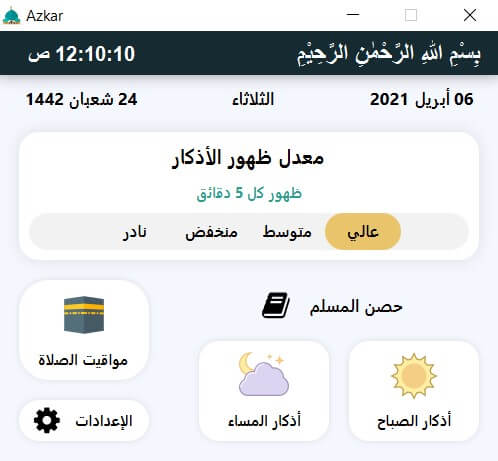 Azkar
بِسْمِ اللهِ الرَّحْمٰنِ الرَّحِيْمِ
12:10:10 ص
06 أبريل 2021
الثلاثاء
24 شعبان 1442
معدل ظهور الأذكار
ظهور كل 5 دقائق
عالي
متوسط
منخفض
نادر
حصن المسلم
أذكار الصباح
أذكار المساء
مواقيت الصلاة
الإعدادات